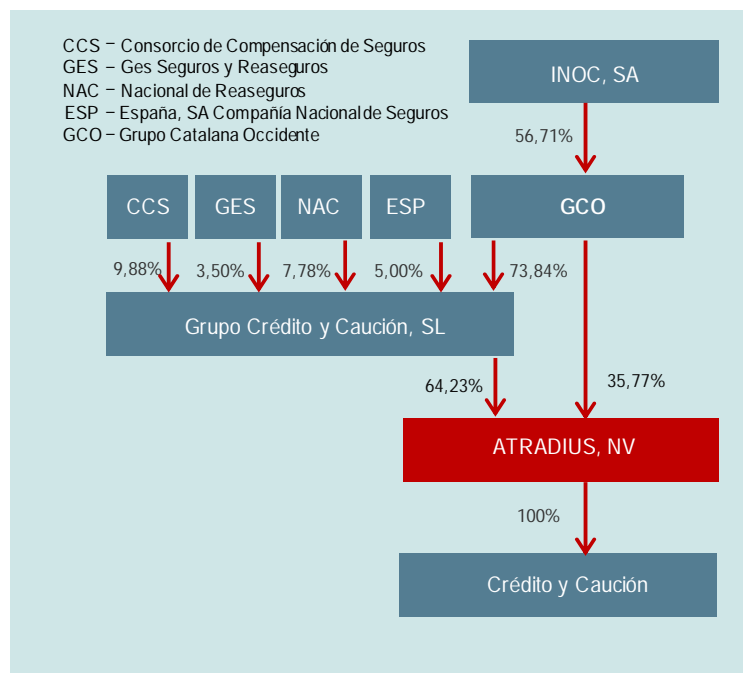 CCS – Consorcio de Compensación de Seguros
GES – Ges Seguros y Reaseguros
NAC – Nacional de Reaseguros
ESP – España, SA Compañía Nacional de Seguros
GCO – Grupo Catalana Occidente
INOC, SA
56,71%
CCS
GES
NAC
ESP
GCO
9,88%
3,50%
7,78%
5,00%
73,84%
Grupo Crédito y Caución, SL
64,23%
35,77%
ATRADIUS, NV
100%
Crédito y Caución